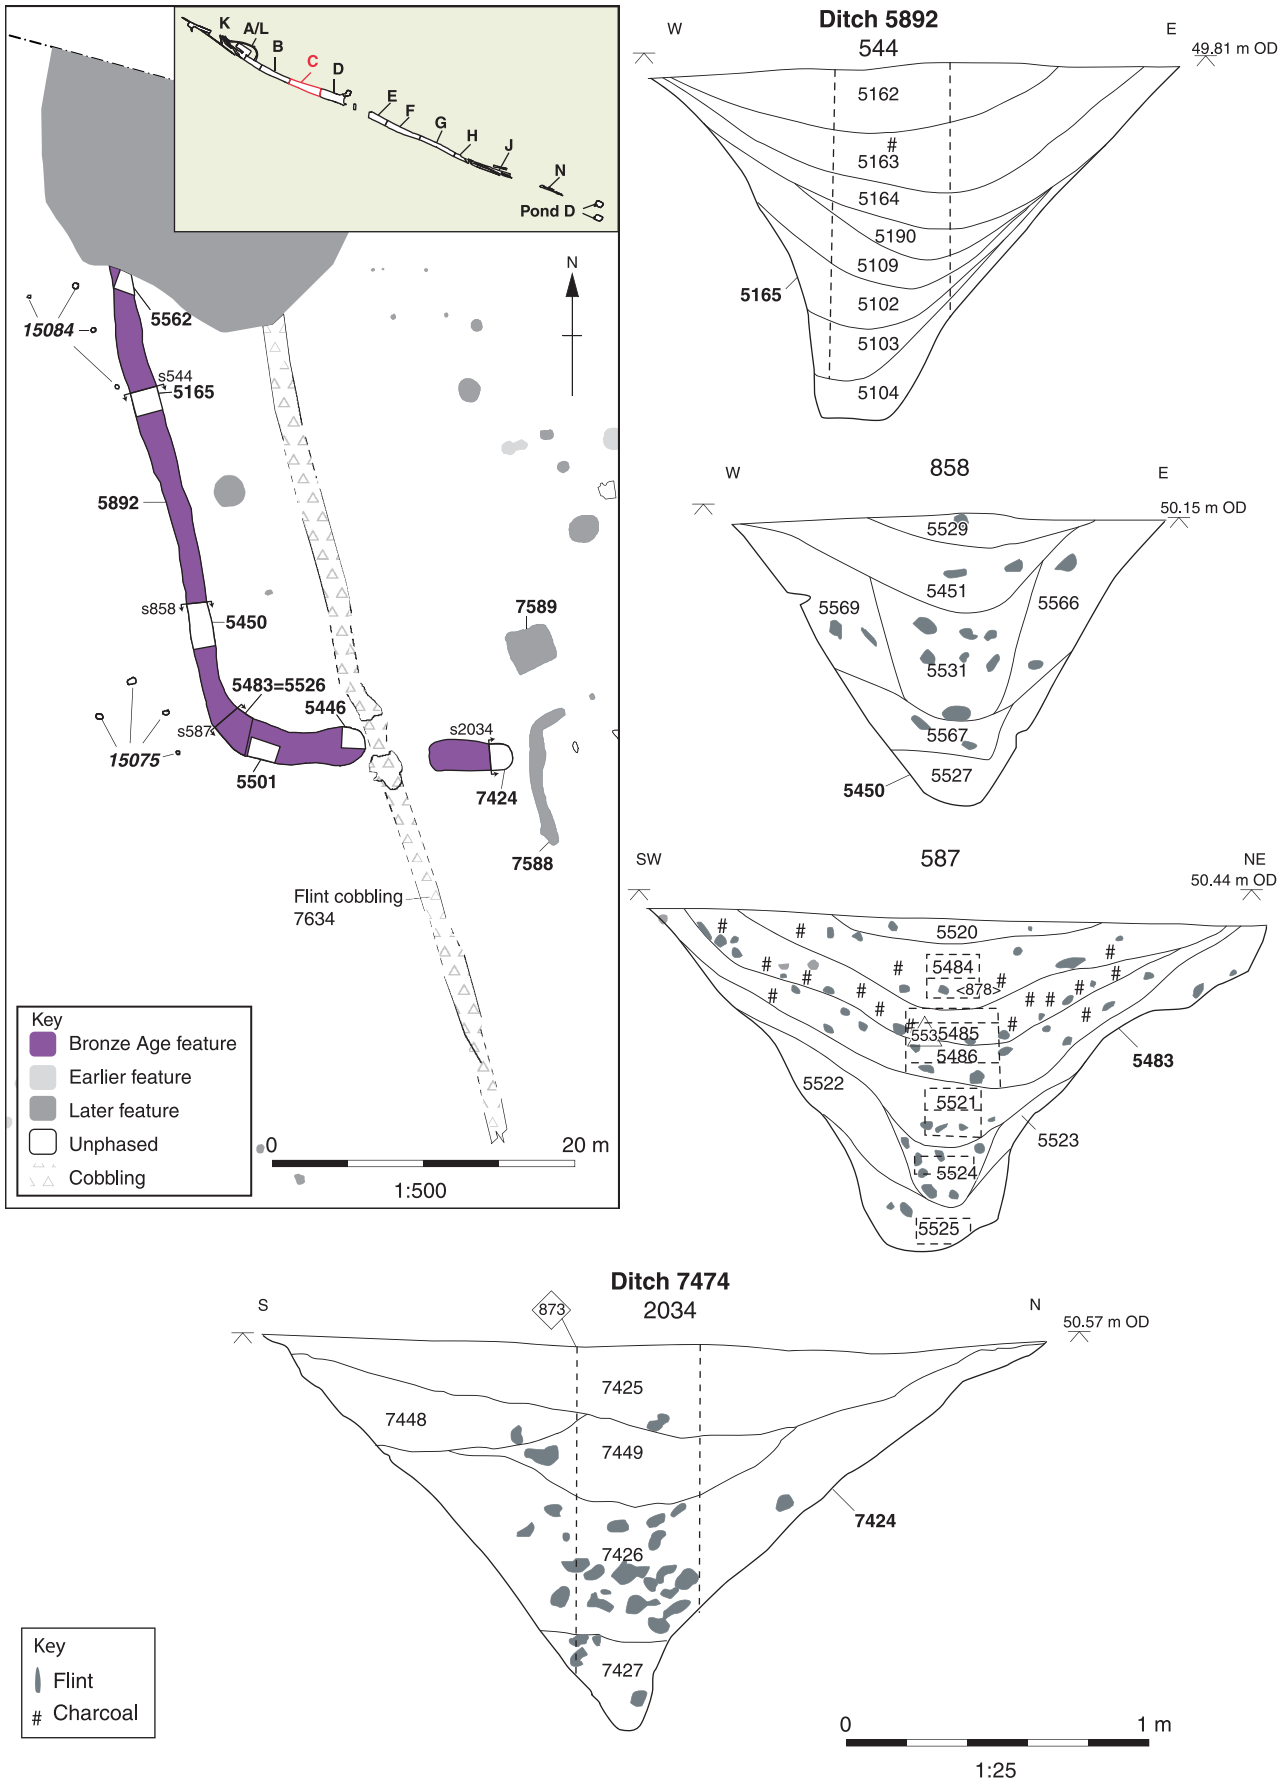 K
A/L
B
C
D
E
F
G
H
J
N
Pond D
N
15084
5562
s544
5165
5892
s858
5450
7589
5483=5526
5446
s587
s2034
15075
5501
7424
7588
Flint cobbling
7634
Key
Bronze Age feature
Earlier feature
Later feature
Unphased
Cobbling
0
20 m
1:500
Ditch 5892
544
W
E
49.81 m OD
5162
#
5163
5164
5190
5109
5165
5102
5103
5104
858
W
E
50.15 m OD
5529
5451
5569
5566
5531
5567
5527
5450
587
SW
NE
50.44 m OD
5520
# # # # # # # # # # # # # # # # # #
5484
<878>
553
5485
5486
5483
5522
5521
5523
5524
5525
Ditch 7474
2034
S
N
873
50.57 m OD
7425
7448
7449
7424
7426
7427
Key
Flint
# Charcoal
0
1 m
1:25